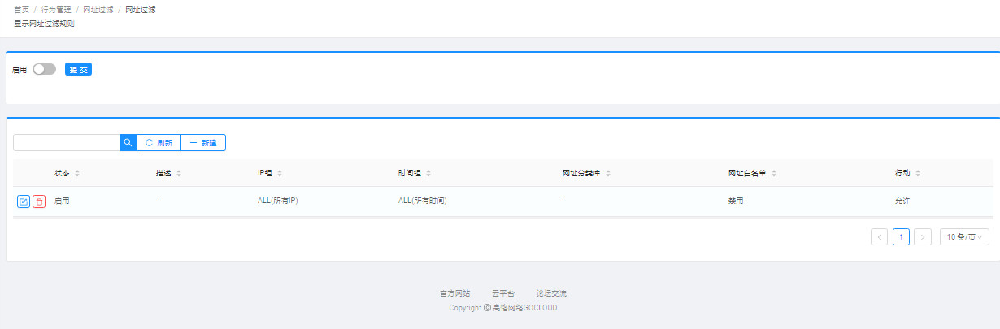 首页 / 行为管理 / 网址过滤 / 网址过滤
显示网址过滤规则
启用 提 交
刷新 新建
状态 描述 IP组 时间组 网址分类库 网址白名单 行动
启用 - ALL(所有IP) ALL(所有时间) - 禁用 允许
< 1 > 10 条/页
官方网站 云平台 论坛交流
Copyright © 高恪网络GOCLOUD